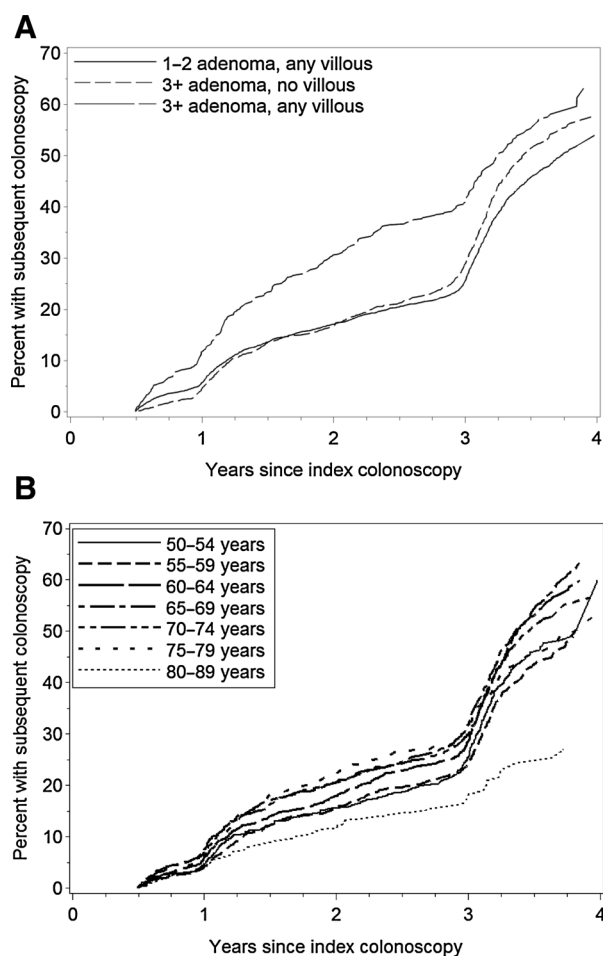 A
70
60
50
40
30
20
10
0
Percent with subsequent colonoscopy
1–2 adenoma, any villous
3+ adenoma, no villous
3+ adenoma, any villous
0 1 2 3 4
Years since index colonoscopy
B
70
60
50
40
30
20
10
0
Percent with subsequent colonoscopy
50–54 years
55–59 years
60–64 years
65–69 years
70–74 years
75–79 years
80–89 years
0 1 2 3 4
Years since index colonoscopy